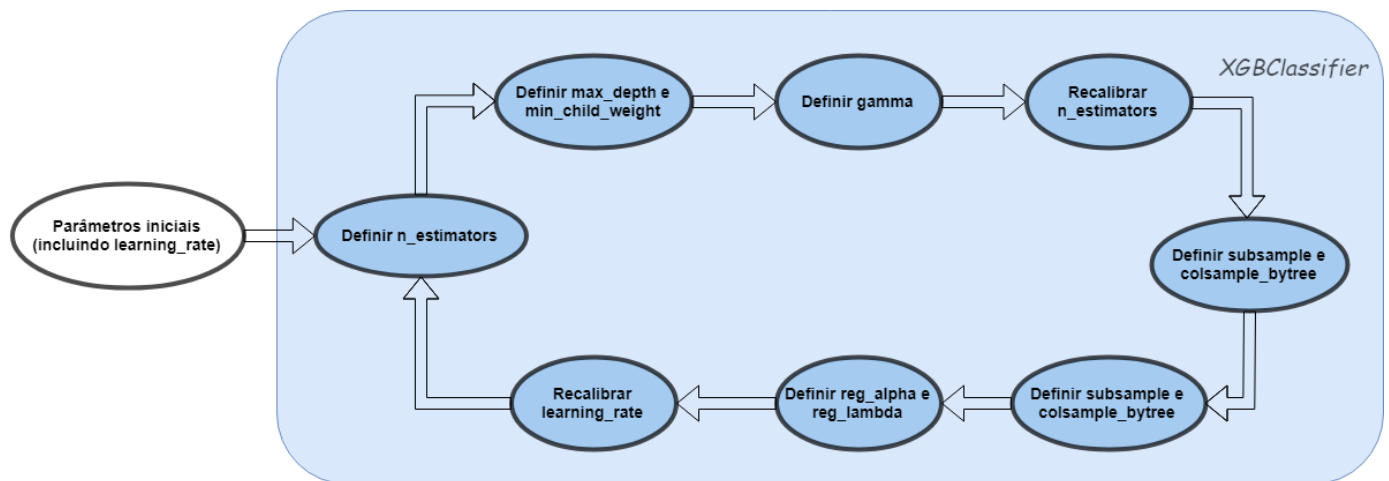 XGBClassifier
Parâmetros iniciais
(incluindo learning_rate)
Definir n_estimators
Definir max_depth e
min_child_weight
Definir gamma
Recalibrar
n_estimators
Definir subsample e
colsample_bytree
Definir subsample e
colsample_bytree
Definir reg_alpha e
reg_lambda
Recalibrar
learning_rate